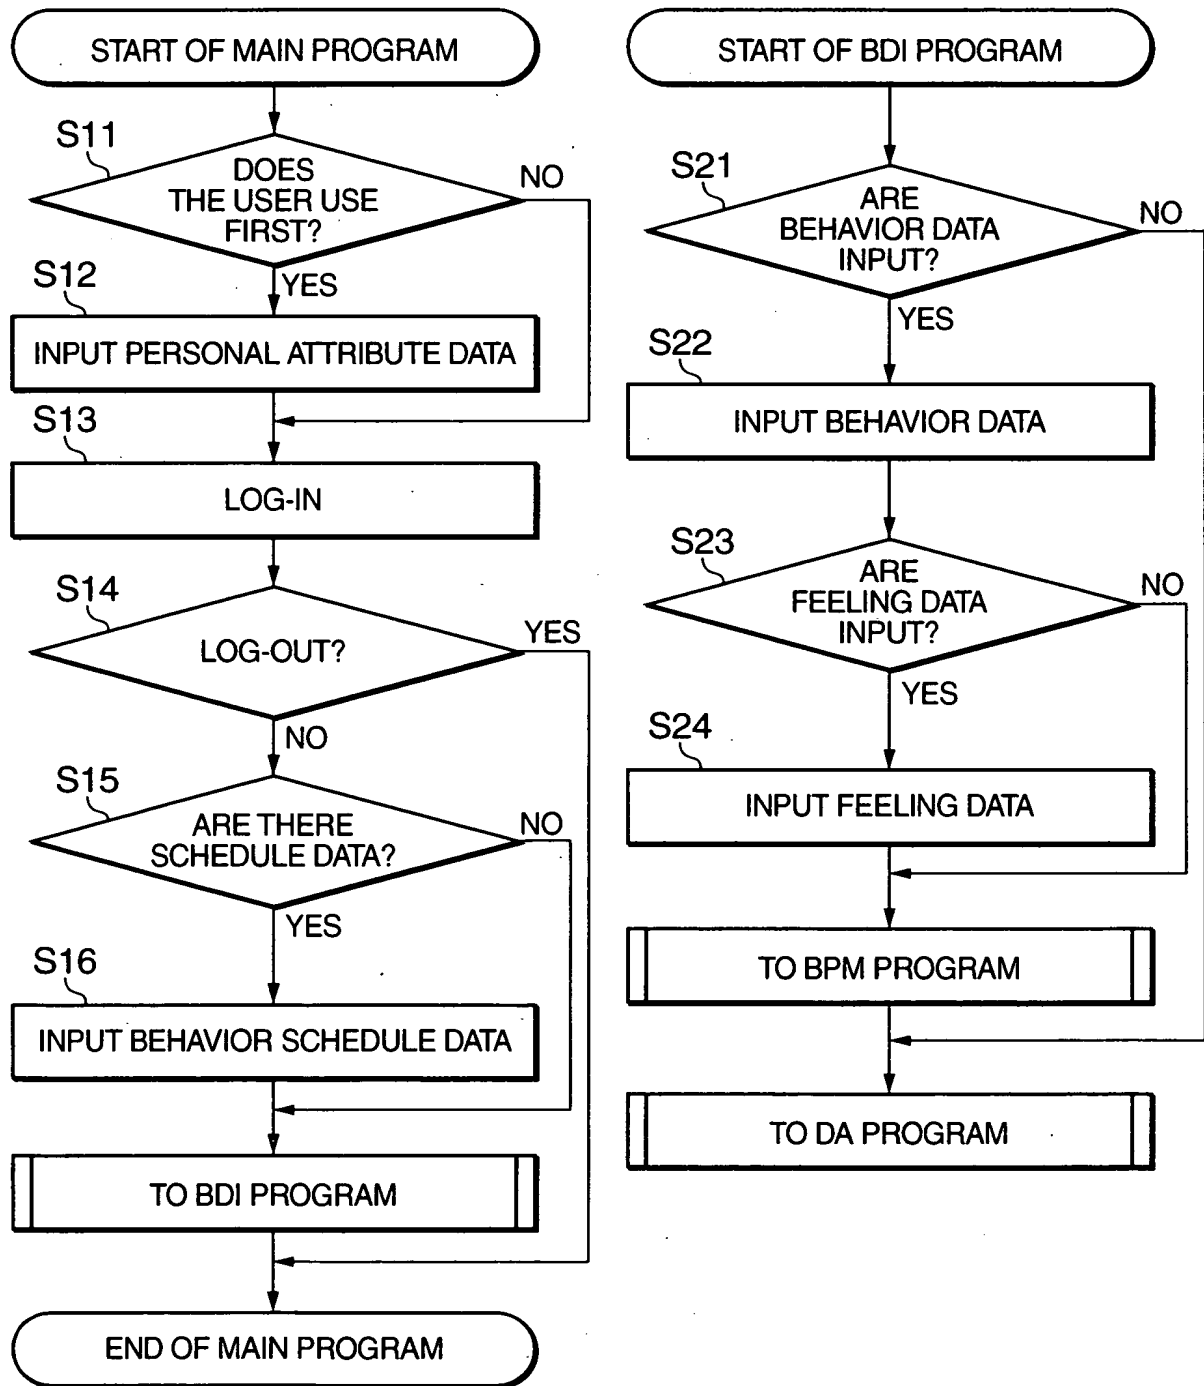 START OF MAIN PROGRAM
S11
DOES
THE USER USE
FIRST?
NO
YES
S12
INPUT PERSONAL ATTRIBUTE DATA
S13
LOG-IN
S14
LOG-OUT?
YES
NO
S15
ARE THERE
SCHEDULE DATA?
NO
YES
S16
INPUT BEHAVIOR SCHEDULE DATA
TO BDI PROGRAM
END OF MAIN PROGRAM
START OF BDI PROGRAM
S21
ARE
BEHAVIOR DATA
INPUT?
NO
YES
S22
INPUT BEHAVIOR DATA
S23
ARE
FEELING DATA
INPUT?
NO
YES
S24
INPUT FEELING DATA
TO BPM PROGRAM
TO DA PROGRAM